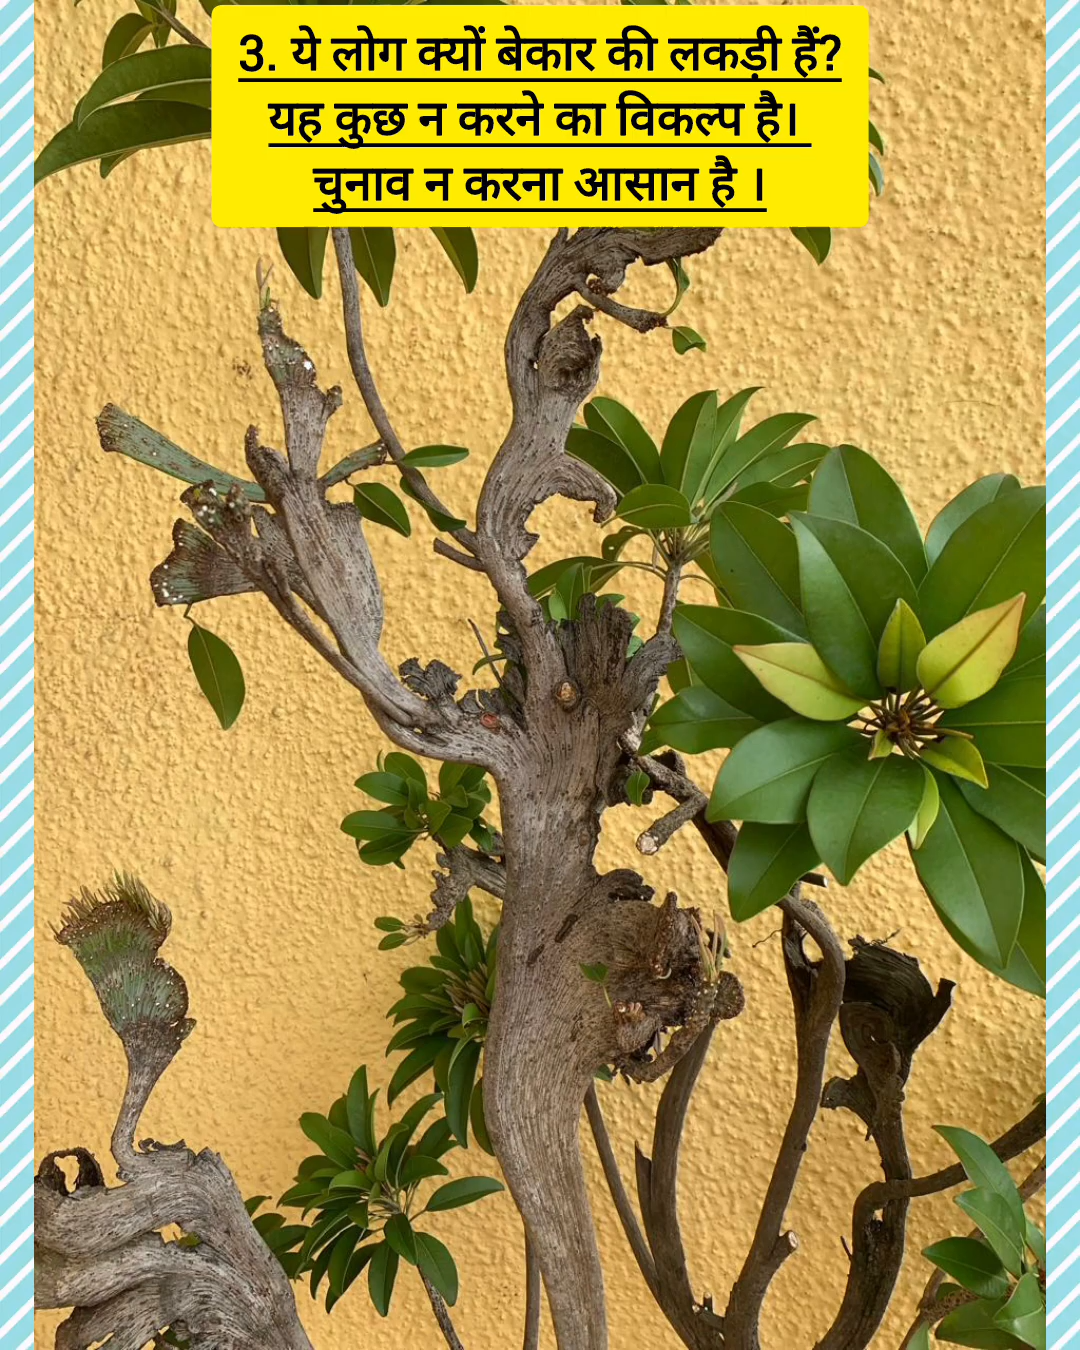 3. ये लोग क्यों बेकार की लकड़ी हैं?
यह कुछ न करने का विकल्प है।
चुनाव न करना आसान है ।